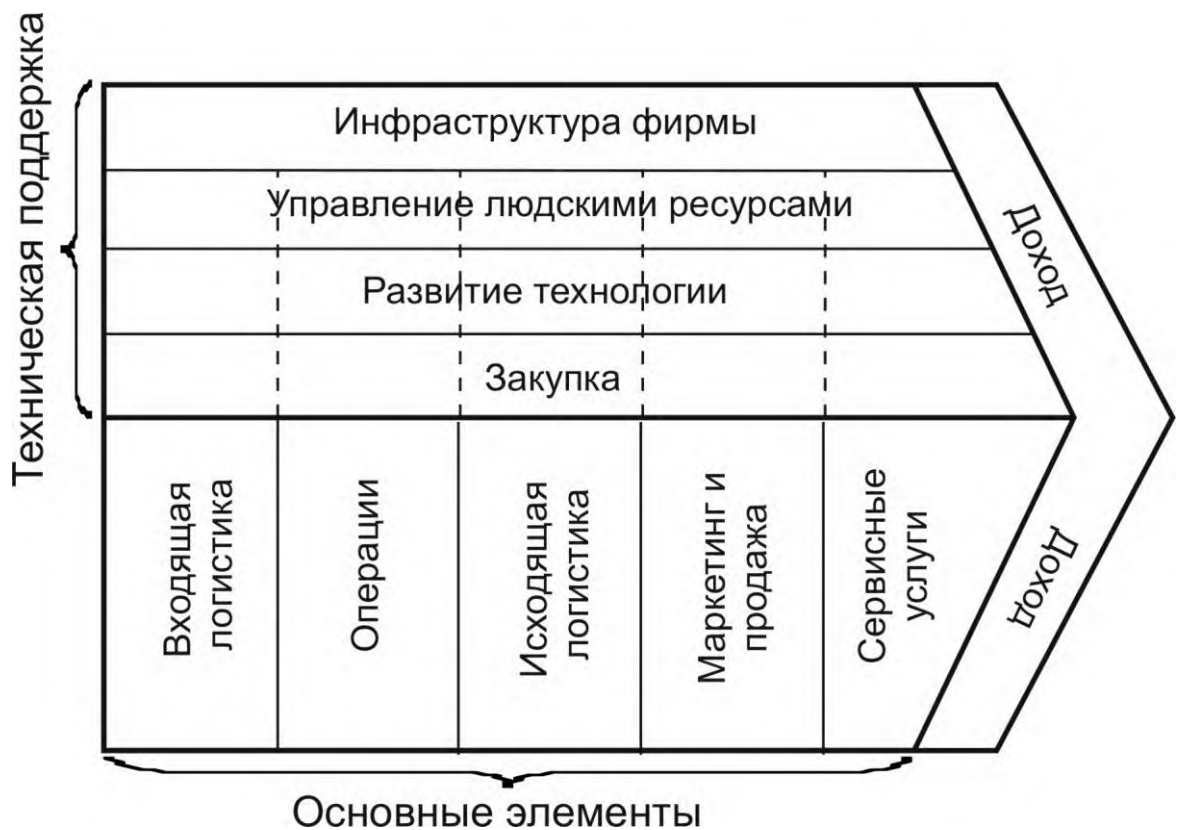 Техническая поддержка
Инфраструктура фирмы
Управление людскими ресурсами
Развитие технологии
Закупка
Доход
Входящая
логистика
Операции
Исходящая
логистика
Маркетинг и
продажа
Сервисные
услуги
Доход
Основные элементы